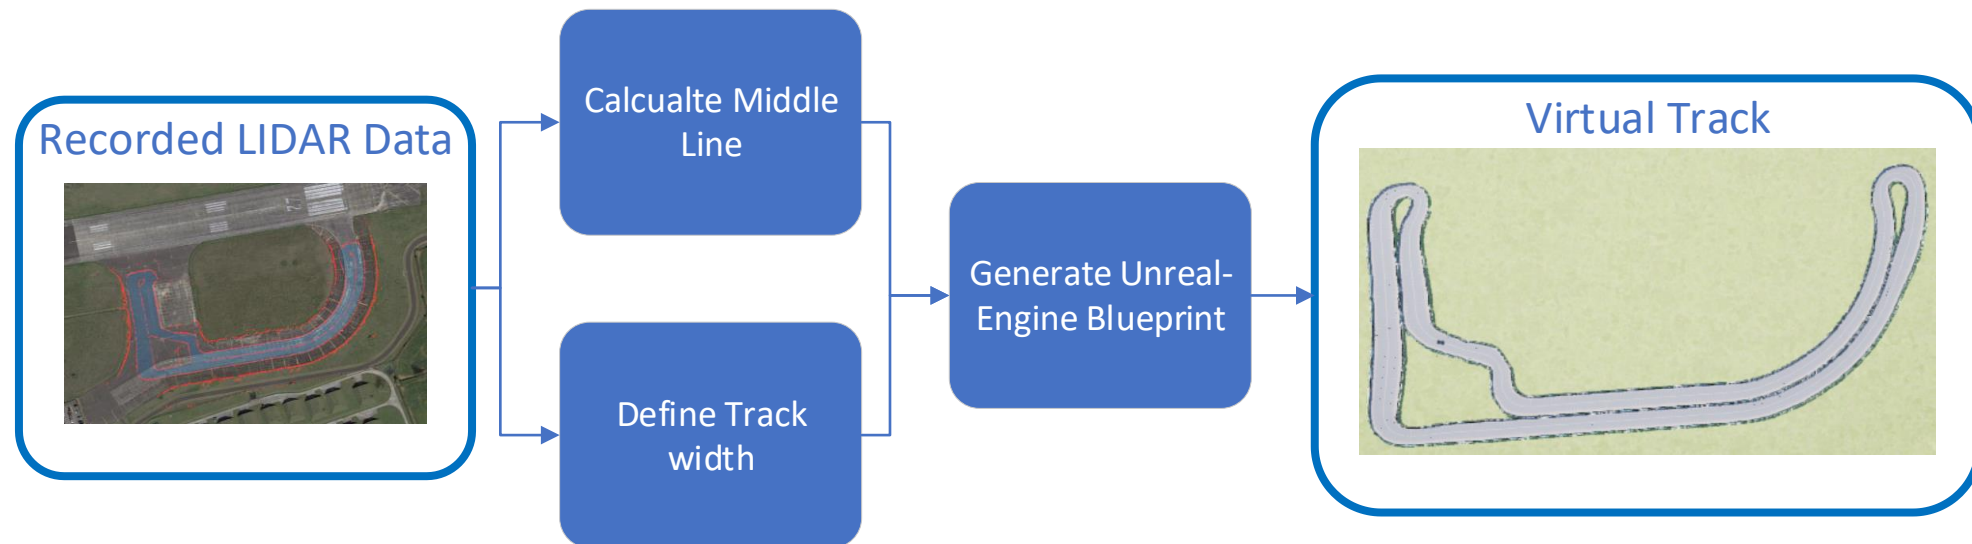 Recorded LIDAR Data
Calcualte Middle
Line
Define Track
width
Generate Unreal-
Engine Blueprint
Virtual Track